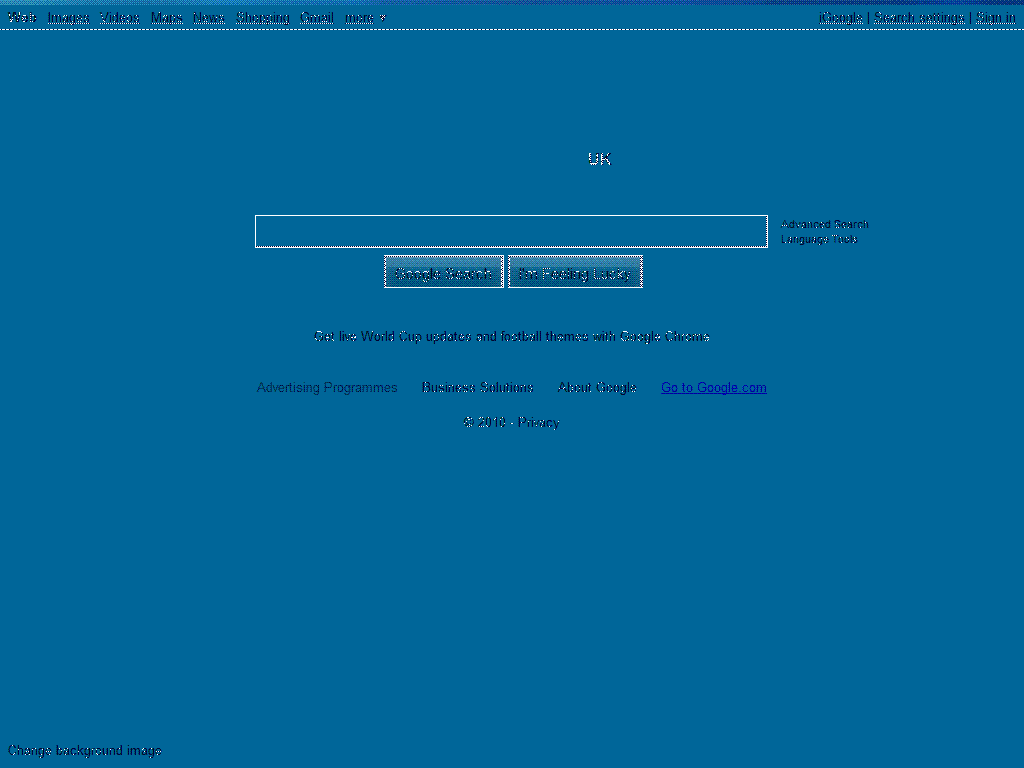 Web Images Videos Maps News Shopping Gmail more ▼
iGoogle | Search settings | Sign in
UK
Advanced Search
Language Tools
Google Search I'm Feeling Lucky
Get live World Cup updates and football themes with Google Chrome
Advertising Programmes Business Solutions About Google Go to Google.com
© 2010 - Privacy
Change background image